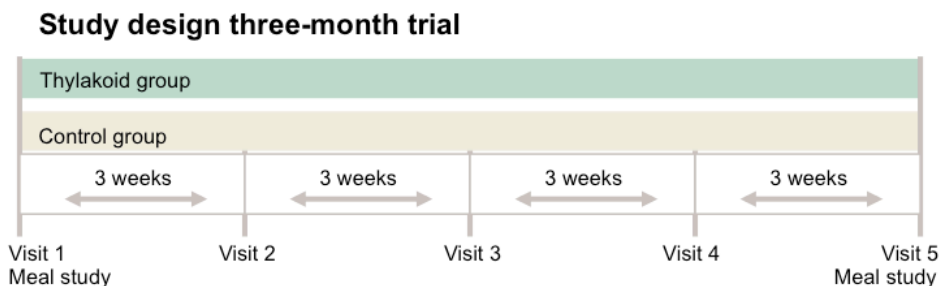 Study design three-month trial
Thylakoid group
Control group
3 weeks 3 weeks 3 weeks 3 weeks
Visit 1 Visit 2 Visit 3 Visit 4 Visit 5
Meal study Meal study